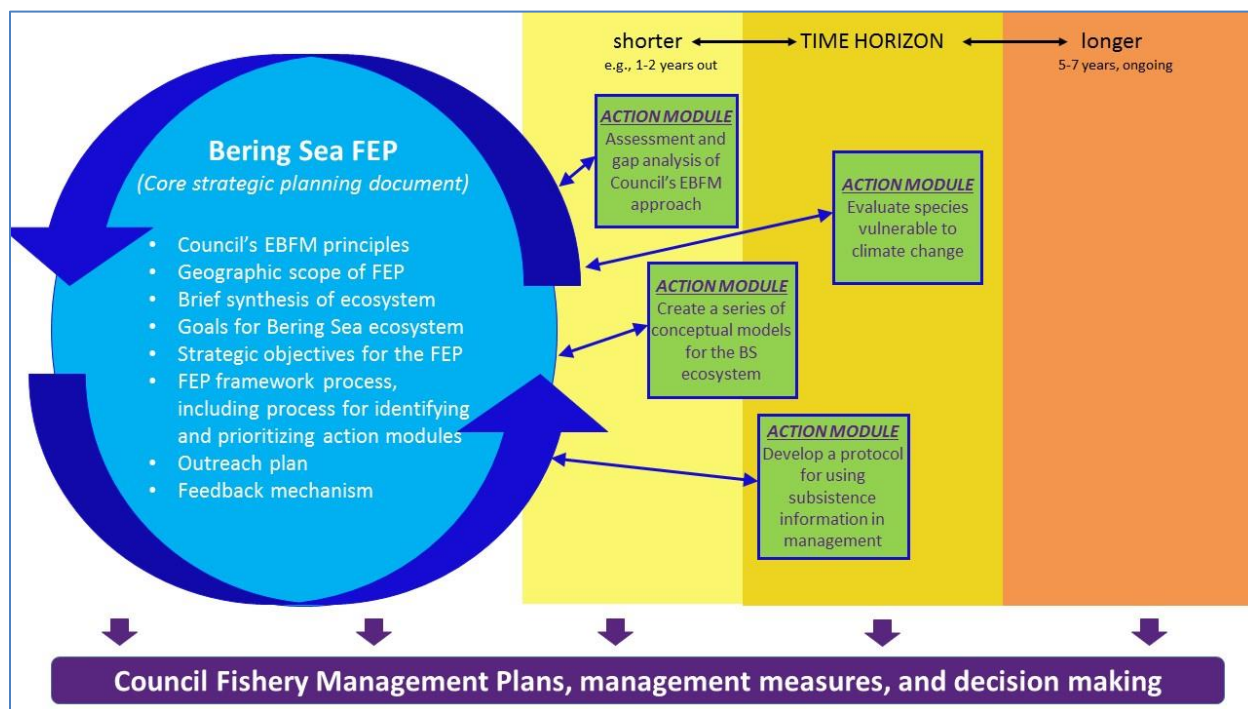 shorter
TIME HORIZON
longer
e.g., 1-2 years out
5-7 years, ongoing
Bering Sea FEP
(Core strategic planning document)
• Council’s EBFM principles
• Geographic scope of FEP
• Brief synthesis of ecosystem
• Goals for Bering Sea ecosystem
• Strategic objectives for the FEP
• FEP framework process,
including process for identifying
and prioritizing action modules
• Outreach plan
• Feedback mechanism
ACTION MODULE
Assessment and
gap analysis of
Council’s EBFM
approach
ACTION MODULE
Evaluate species
vulnerable to
climate change
ACTION MODULE
Create a series of
conceptual models
for the BS
ecosystem
ACTION MODULE
Develop a protocol
for using
subsistence
information in
management
Council Fishery Management Plans, management measures, and decision making